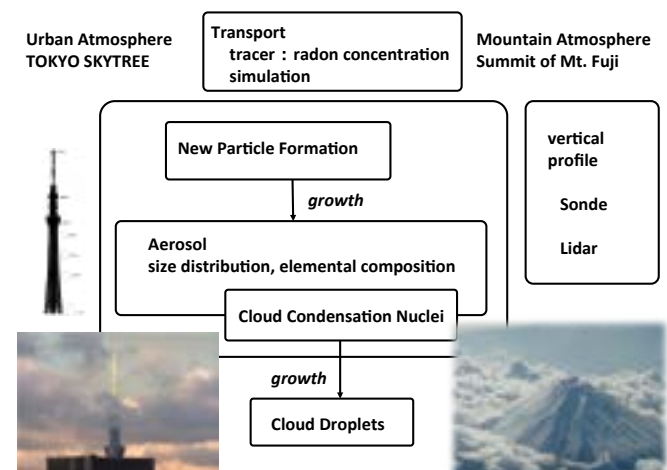 Urban Atmosphere
TOKYO SKYTREE
Transport
tracer：radon concentration
simulation
Mountain Atmosphere
Summit of Mt. Fuji
New Particle Formation
growth
Aerosol
size distribution, elemental composition
Cloud Condensation Nuclei
growth
Cloud Droplets
vertical
profile
Sonde
Lidar